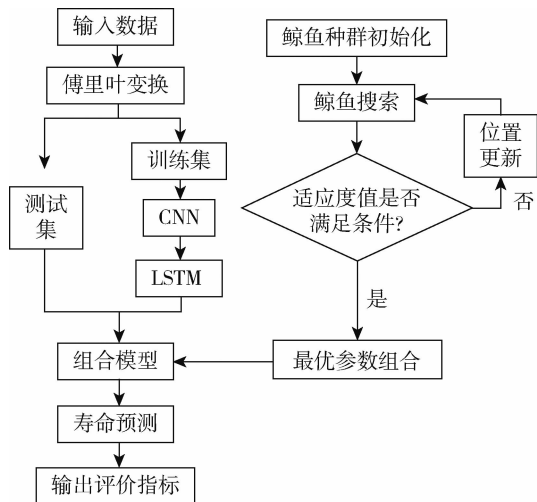 输入数据
傅里叶变换
训练集
测试
集
CNN
LSTM
组合模型
寿命预测
输出评价指标
鲸鱼种群初始化
鲸鱼搜索
位置
更新
适应度值是否
满足条件?
否
是
最优参数组合